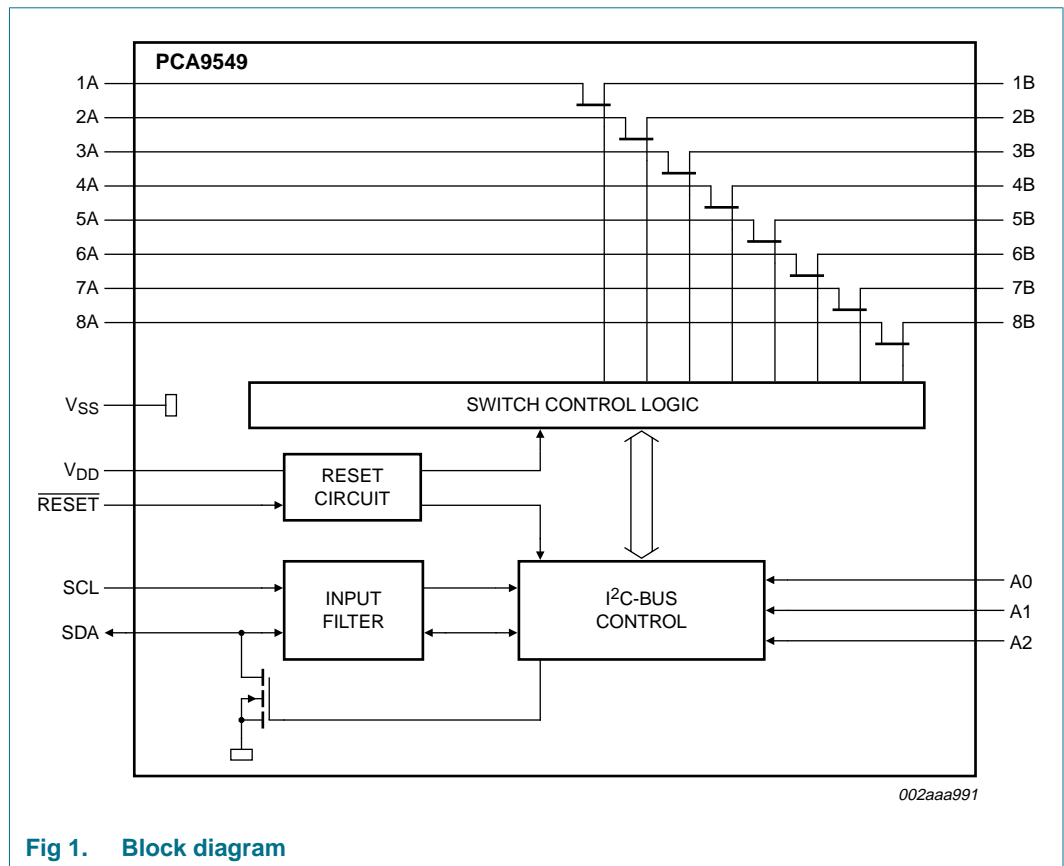 PCA9549
1A 1B
2A 2B
3A 3B
4A 4B
5A 5B
6A 6B
7A 7B
8A 8B
VSS
SWITCH CONTROL LOGIC
VDD
RESET
RESET
CIRCUIT
SCL
SDA
INPUT
FILTER
I²C-BUS
CONTROL
A0
A1
A2
002aaa991
Fig 1. Block diagram